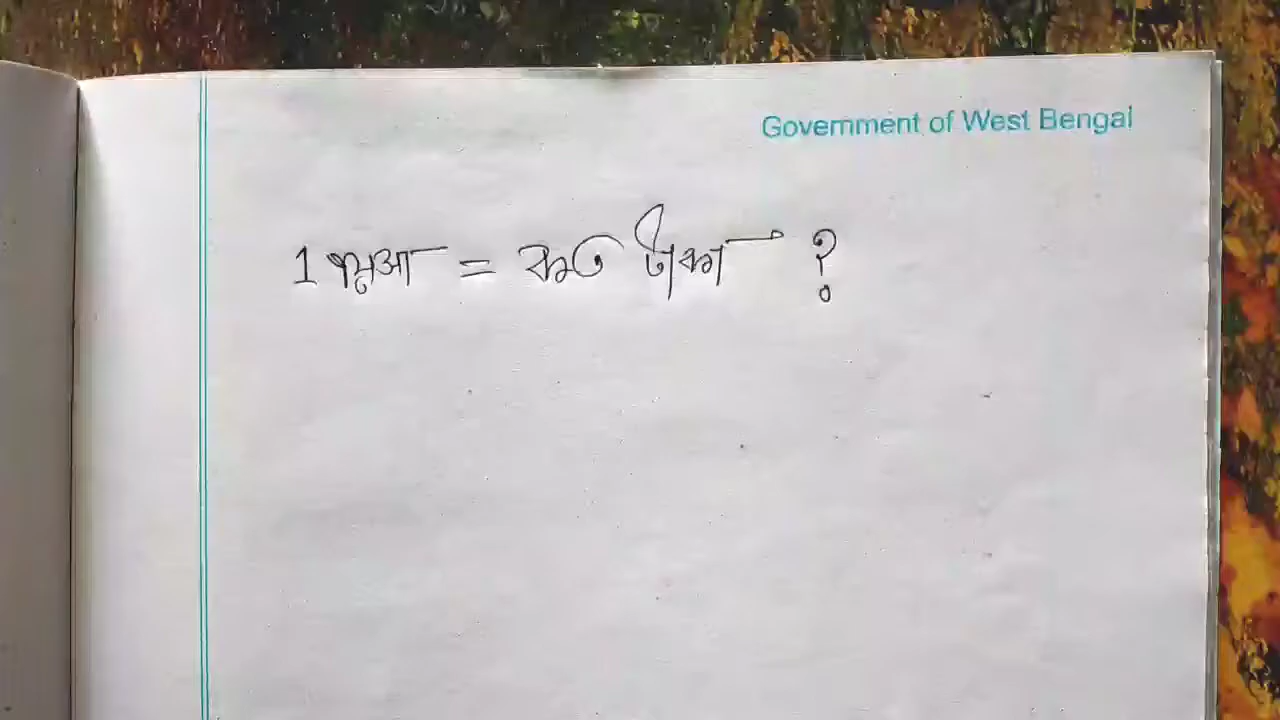 Government of West Bengal
1 = কত টাকা ?